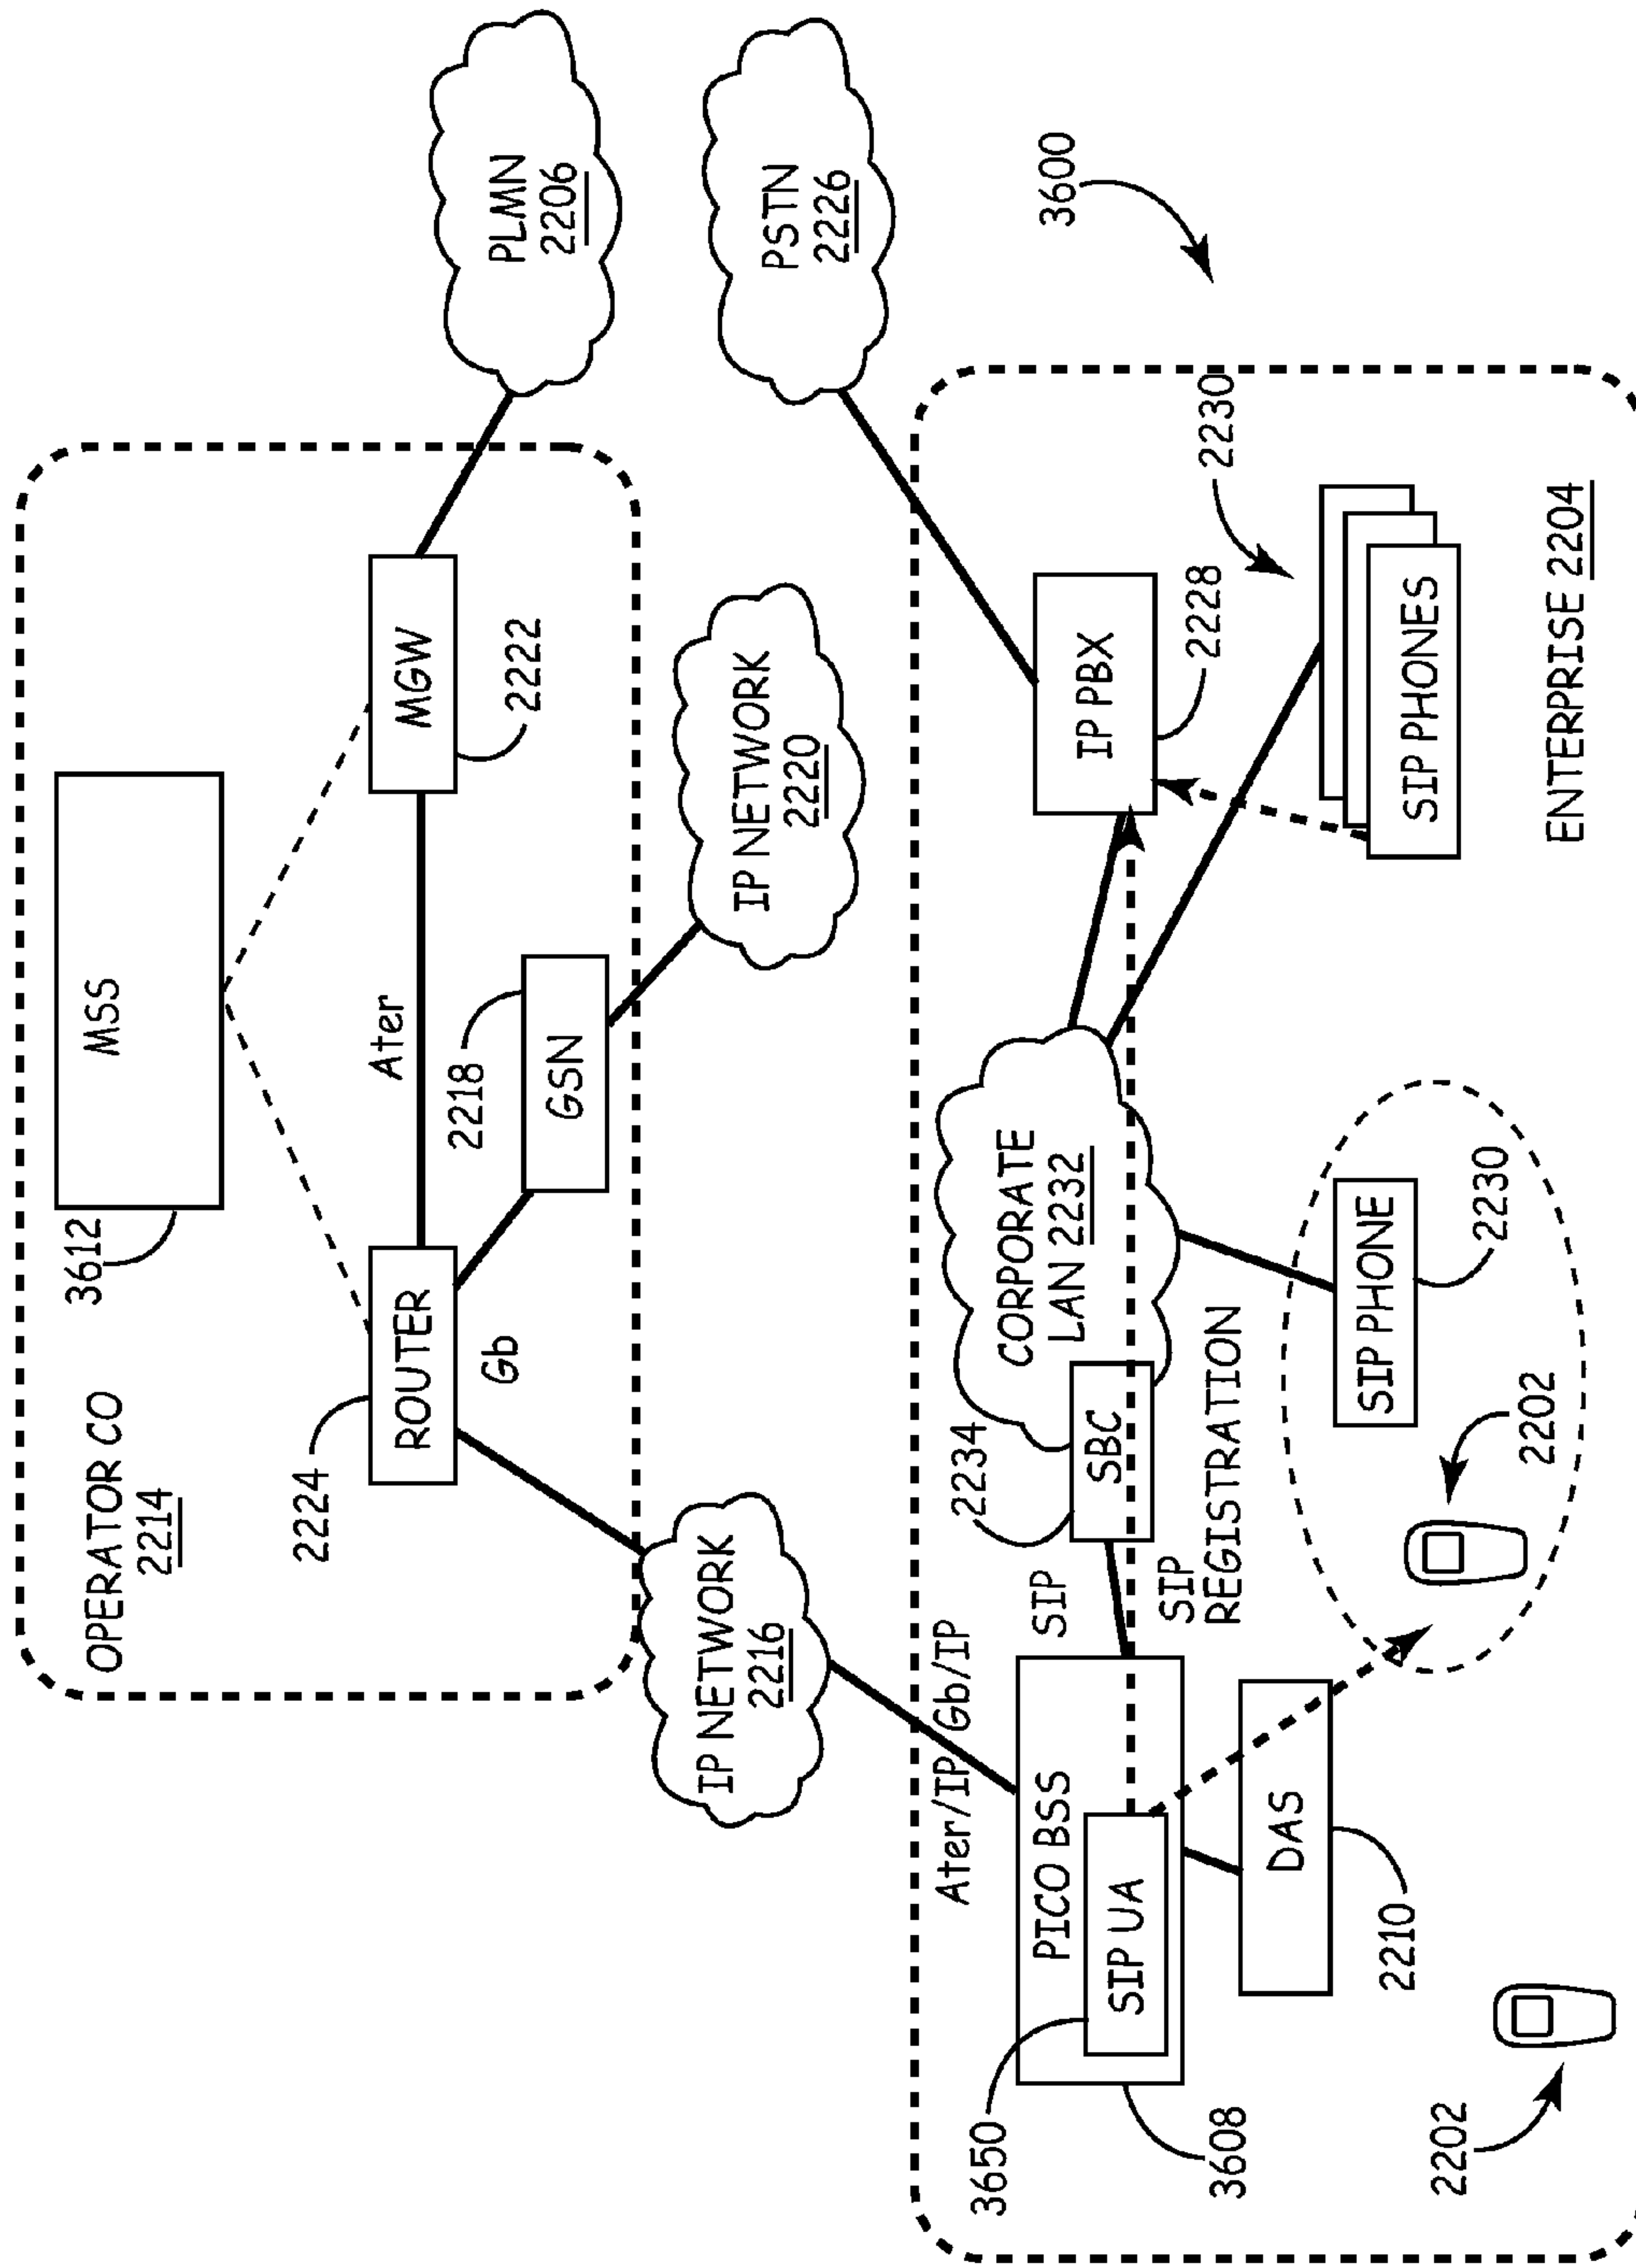 OPERATOR CO
2214
3612
MSS
2224
ROUTER
Gb
Ater
2218
GSN
MGW
2222
PLMN
2206
IP NETWORK
2216
IP NETWORK
2220
PSTN
2226
3600
Ater/IP
Gb/IP
PICO BSS
SIP UA
3650
3608
DAS
2210
2202
SIP
SIP
REGISTRATION
2234
SBC
CORPORATE
LAN 2232
IP PBX
2228
2230
SIP PHONES
SIP PHONE
2230
2202
ENTERPRISE 2204